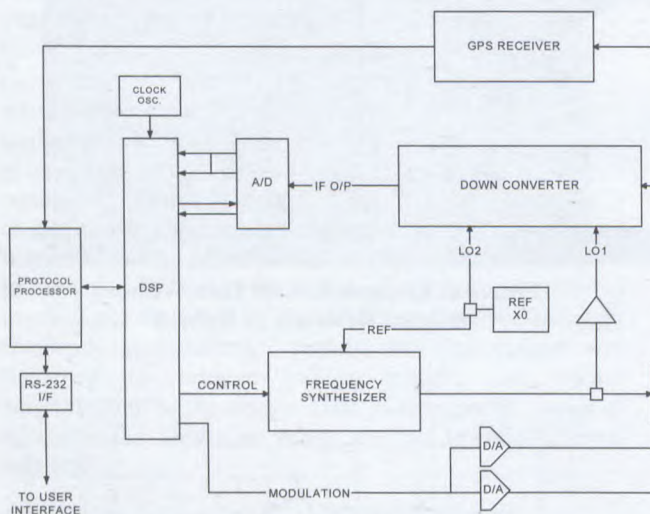 GPS RECEIVER
CLOCK
OSC.
A/D
IF O/P
DOWN CONVERTER
LO2
LO1
PROTOCOL
PROCESSOR
DSP
REF
X0
REF
RS-232
I/F
CONTROL
FREQUENCY
SYNTHESIZER
D/A
MODULATION
D/A
TO USER
INTERFACE